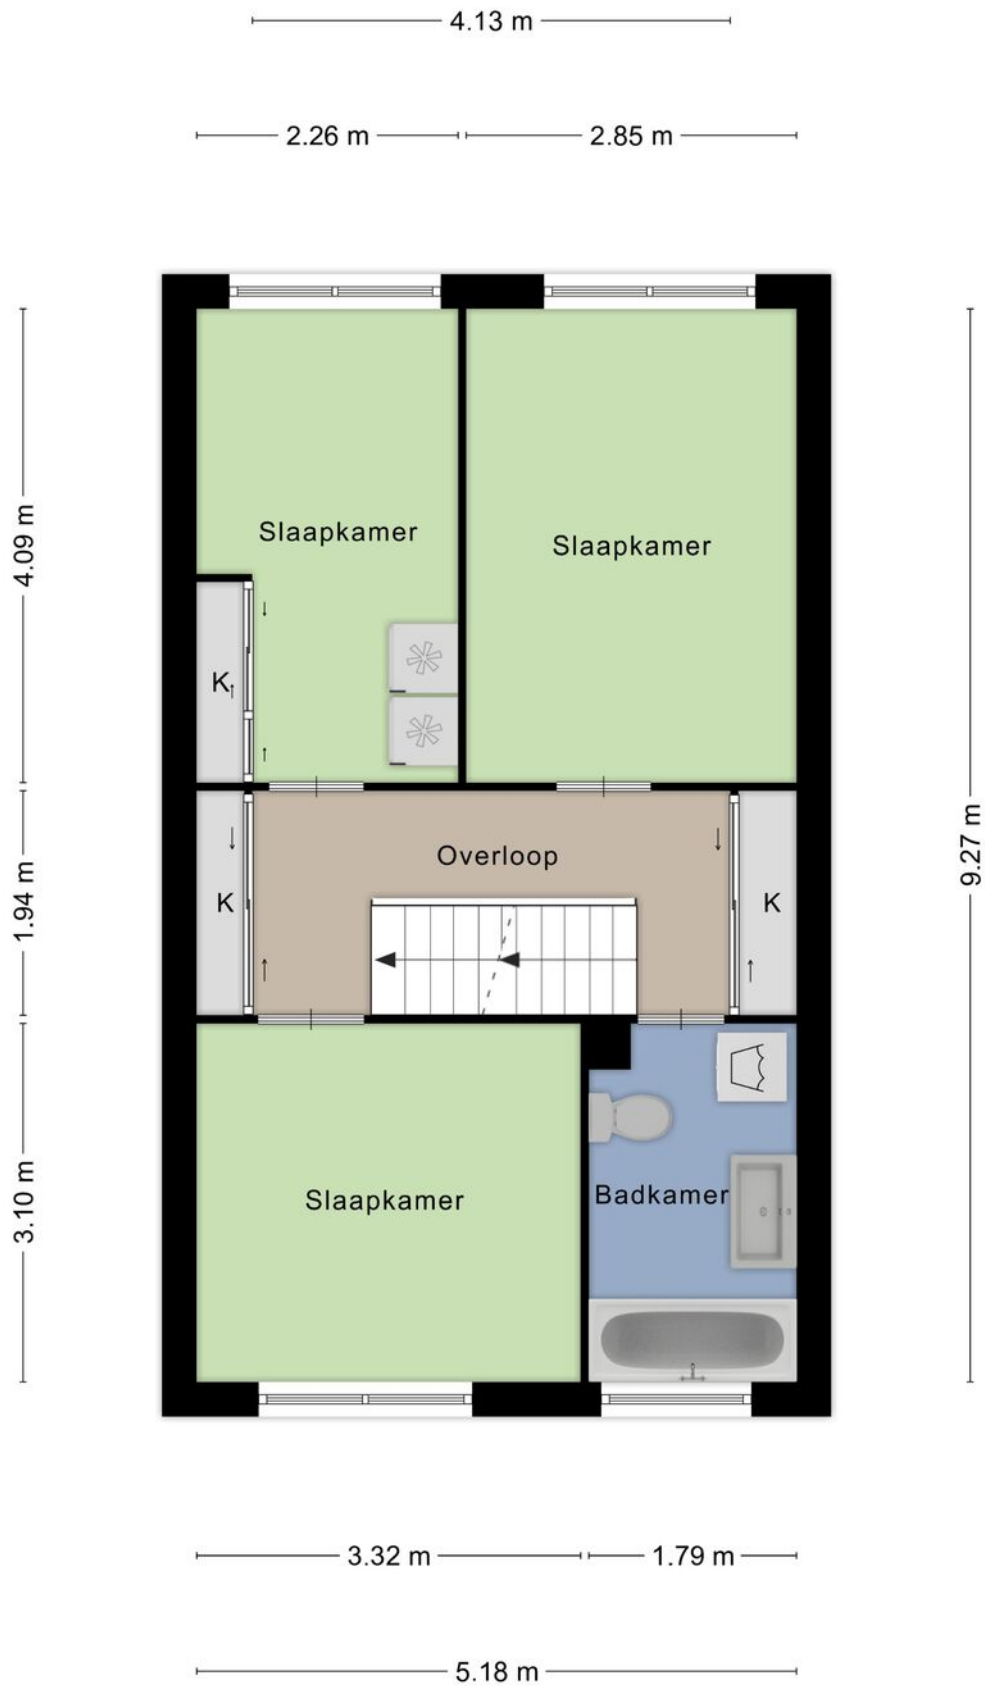 4.13 m
2.26 m
2.85 m
4.09 m
Slaapkamer
Slaapkamer
K
9.27 m
1.94 m
Overloop
K
K
3.10 m
Slaapkamer
Badkamer
3.32 m
1.79 m
5.18 m